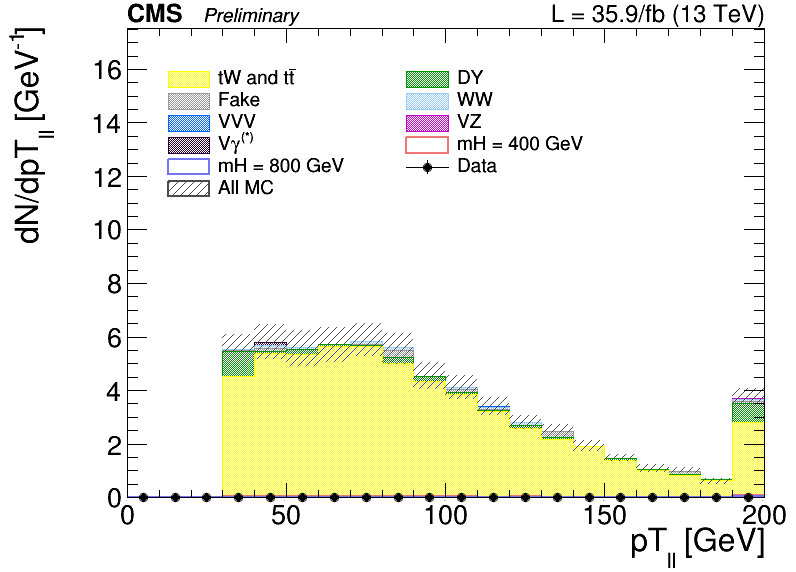 CMS Preliminary L = 35.9/fb (13 TeV)
dN/dpT_{||} [GeV^{-1}]
16
14
12
10
8
6
4
2
0
tW and tt̄
DY
Fake
WW
VVV
VZ
Vγ^{(*)}
mH = 400 GeV
mH = 800 GeV
Data
All MC
0 50 100 150 200
pT_{||} [GeV]